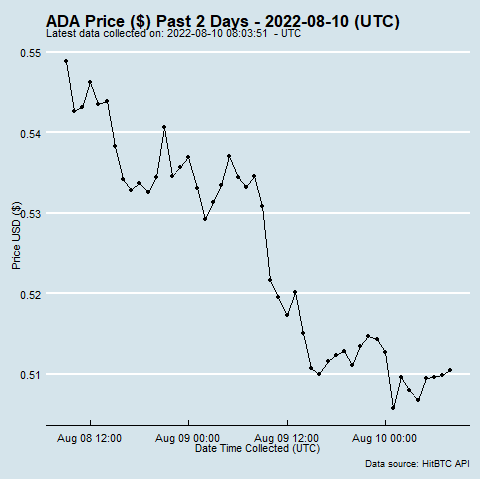 ADA Price ($) Past 2 Days - 2022-08-10 (UTC)
Latest data collected on: 2022-08-10 08:03:51  - UTC
Price USD ($)
0.55
0.54
0.53
0.52
0.51
Aug 08 12:00
Aug 09 00:00
Aug 09 12:00
Aug 10 00:00
Date Time Collected (UTC)
Data source: HitBTC API